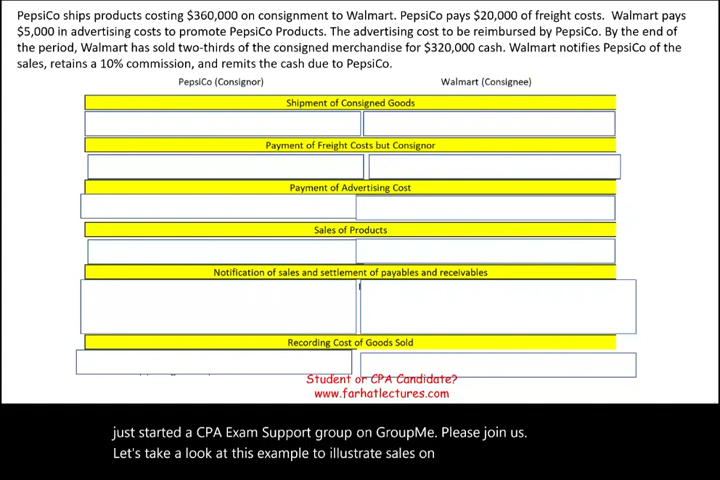 PepsiCo ships products costing $360,000 on consignment to Walmart. PepsiCo pays $20,000 of freight costs.  Walmart pays
$5,000 in advertising costs to promote PepsiCo Products. The advertising cost to be reimbursed by PepsiCo. By the end of
the period, Walmart has sold two-thirds of the consigned merchandise for $320,000 cash. Walmart notifies PepsiCo of the
sales, retains a 10% commission, and remits the cash due to PepsiCo.
PepsiCo (Consignor)
Walmart (Consignee)
Shipment of Consigned Goods
Payment of Freight Costs but Consignor
Payment of Advertising Cost
Sales of Products
Notification of sales and settlement of payables and receivables
Recording Cost of Goods Sold
Student or CPA Candidate?
www.farhatlectures.com
just started a CPA Exam Support group on GroupMe. Please join us.
Let's take a look at this example to illustrate sales on